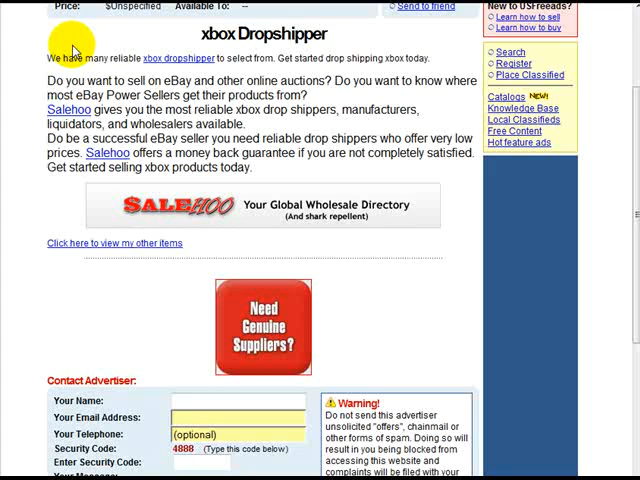 Price: $Unspecified Available To: --
Send to friend
New to USFreeads?
Learn how to sell
Learn how to buy
xbox Dropshipper
We have many reliable xbox dropshipper to select from. Get started drop shipping xbox today.
Do you want to sell on eBay and other online auctions? Do you want to know where
most eBay Power Sellers get their products from?
Salehoo gives you the most reliable xbox drop shippers, manufacturers,
liquidators, and wholesalers available.
Do be a successful eBay seller you need reliable drop shippers who offer very low
prices. Salehoo offers a money back guarantee if you are not completely satisfied.
Get started selling xbox products today.
Search
Register
Place Classified
Catalogs NEW!
Knowledge Base
Local Classifieds
Free Content
Hot feature ads
SALEHOO Your Global Wholesale Directory
(And shark repellent)
Click here to view my other items
Need
Genuine
Suppliers?
Contact Advertiser:
Your Name:
Your Email Address:
Your Telephone: (optional)
Security Code: 4888 (Type this code below)
Enter Security Code:
Your Message:
Warning!
Do not send this advertiser
unsolicited "offers", chainmail or
other forms of spam. Doing so will
result in you being blocked from
accessing this website and
complaints will be filed with your